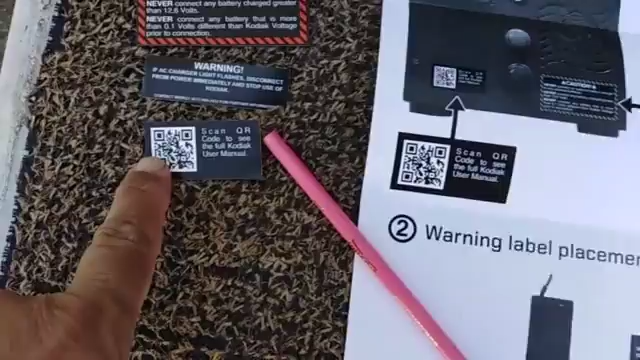 NEVER connect any battery charged greater
than 12.6 Volts.
NEVER connect any battery that is more
than 0.1 Volts different than Kodiak Voltage
prior to connection.
WARNING!
IF AC CHARGER LIGHT FLASHES, DISCONNECT
FROM POWER IMMEDIATELY AND STOP USE OF
KODIAK.
Scan QR
Code to see
the full Kodiak
User Manual.
Scan QR
Code to see
the full Kodiak
User Manual.
2 Warning label placemen